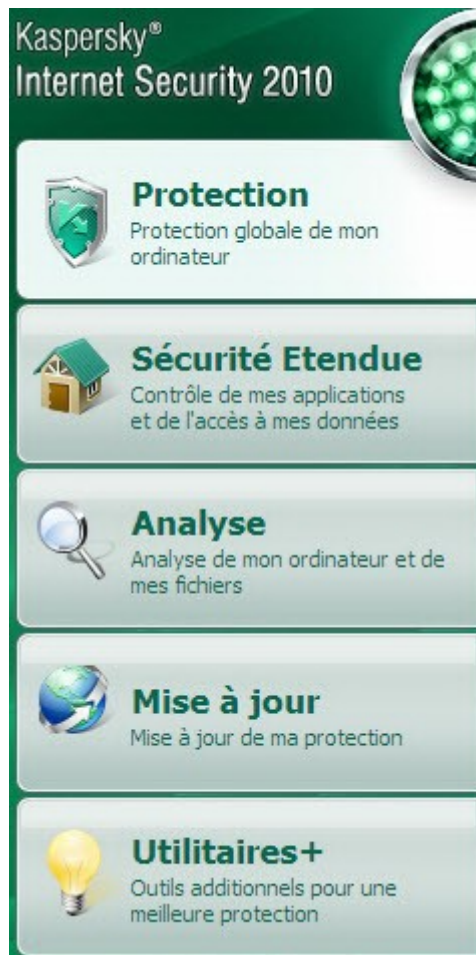 Kaspersky®
Internet Security 2010
Protection
Protection globale de mon
ordinateur
Sécurité Etendue
Contrôle de mes applications
et de l'accès à mes données
Analyse
Analyse de mon ordinateur et de
mes fichiers
Mise à jour
Mise à jour de ma protection
Utilitaires+
Outils additionnels pour une
meilleure protection